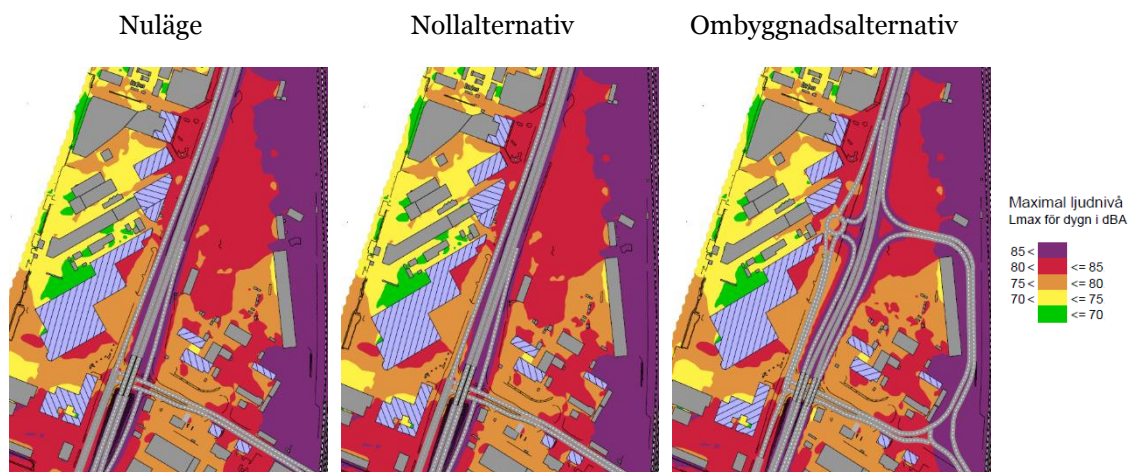 Nuläge
Nollalternativ
Ombyggnadsalternativ
Maximal ljudnivå
Lmax för dygn i dBA
85 <
80 < <= 85
75 < <= 80
70 < <= 75
<= 70